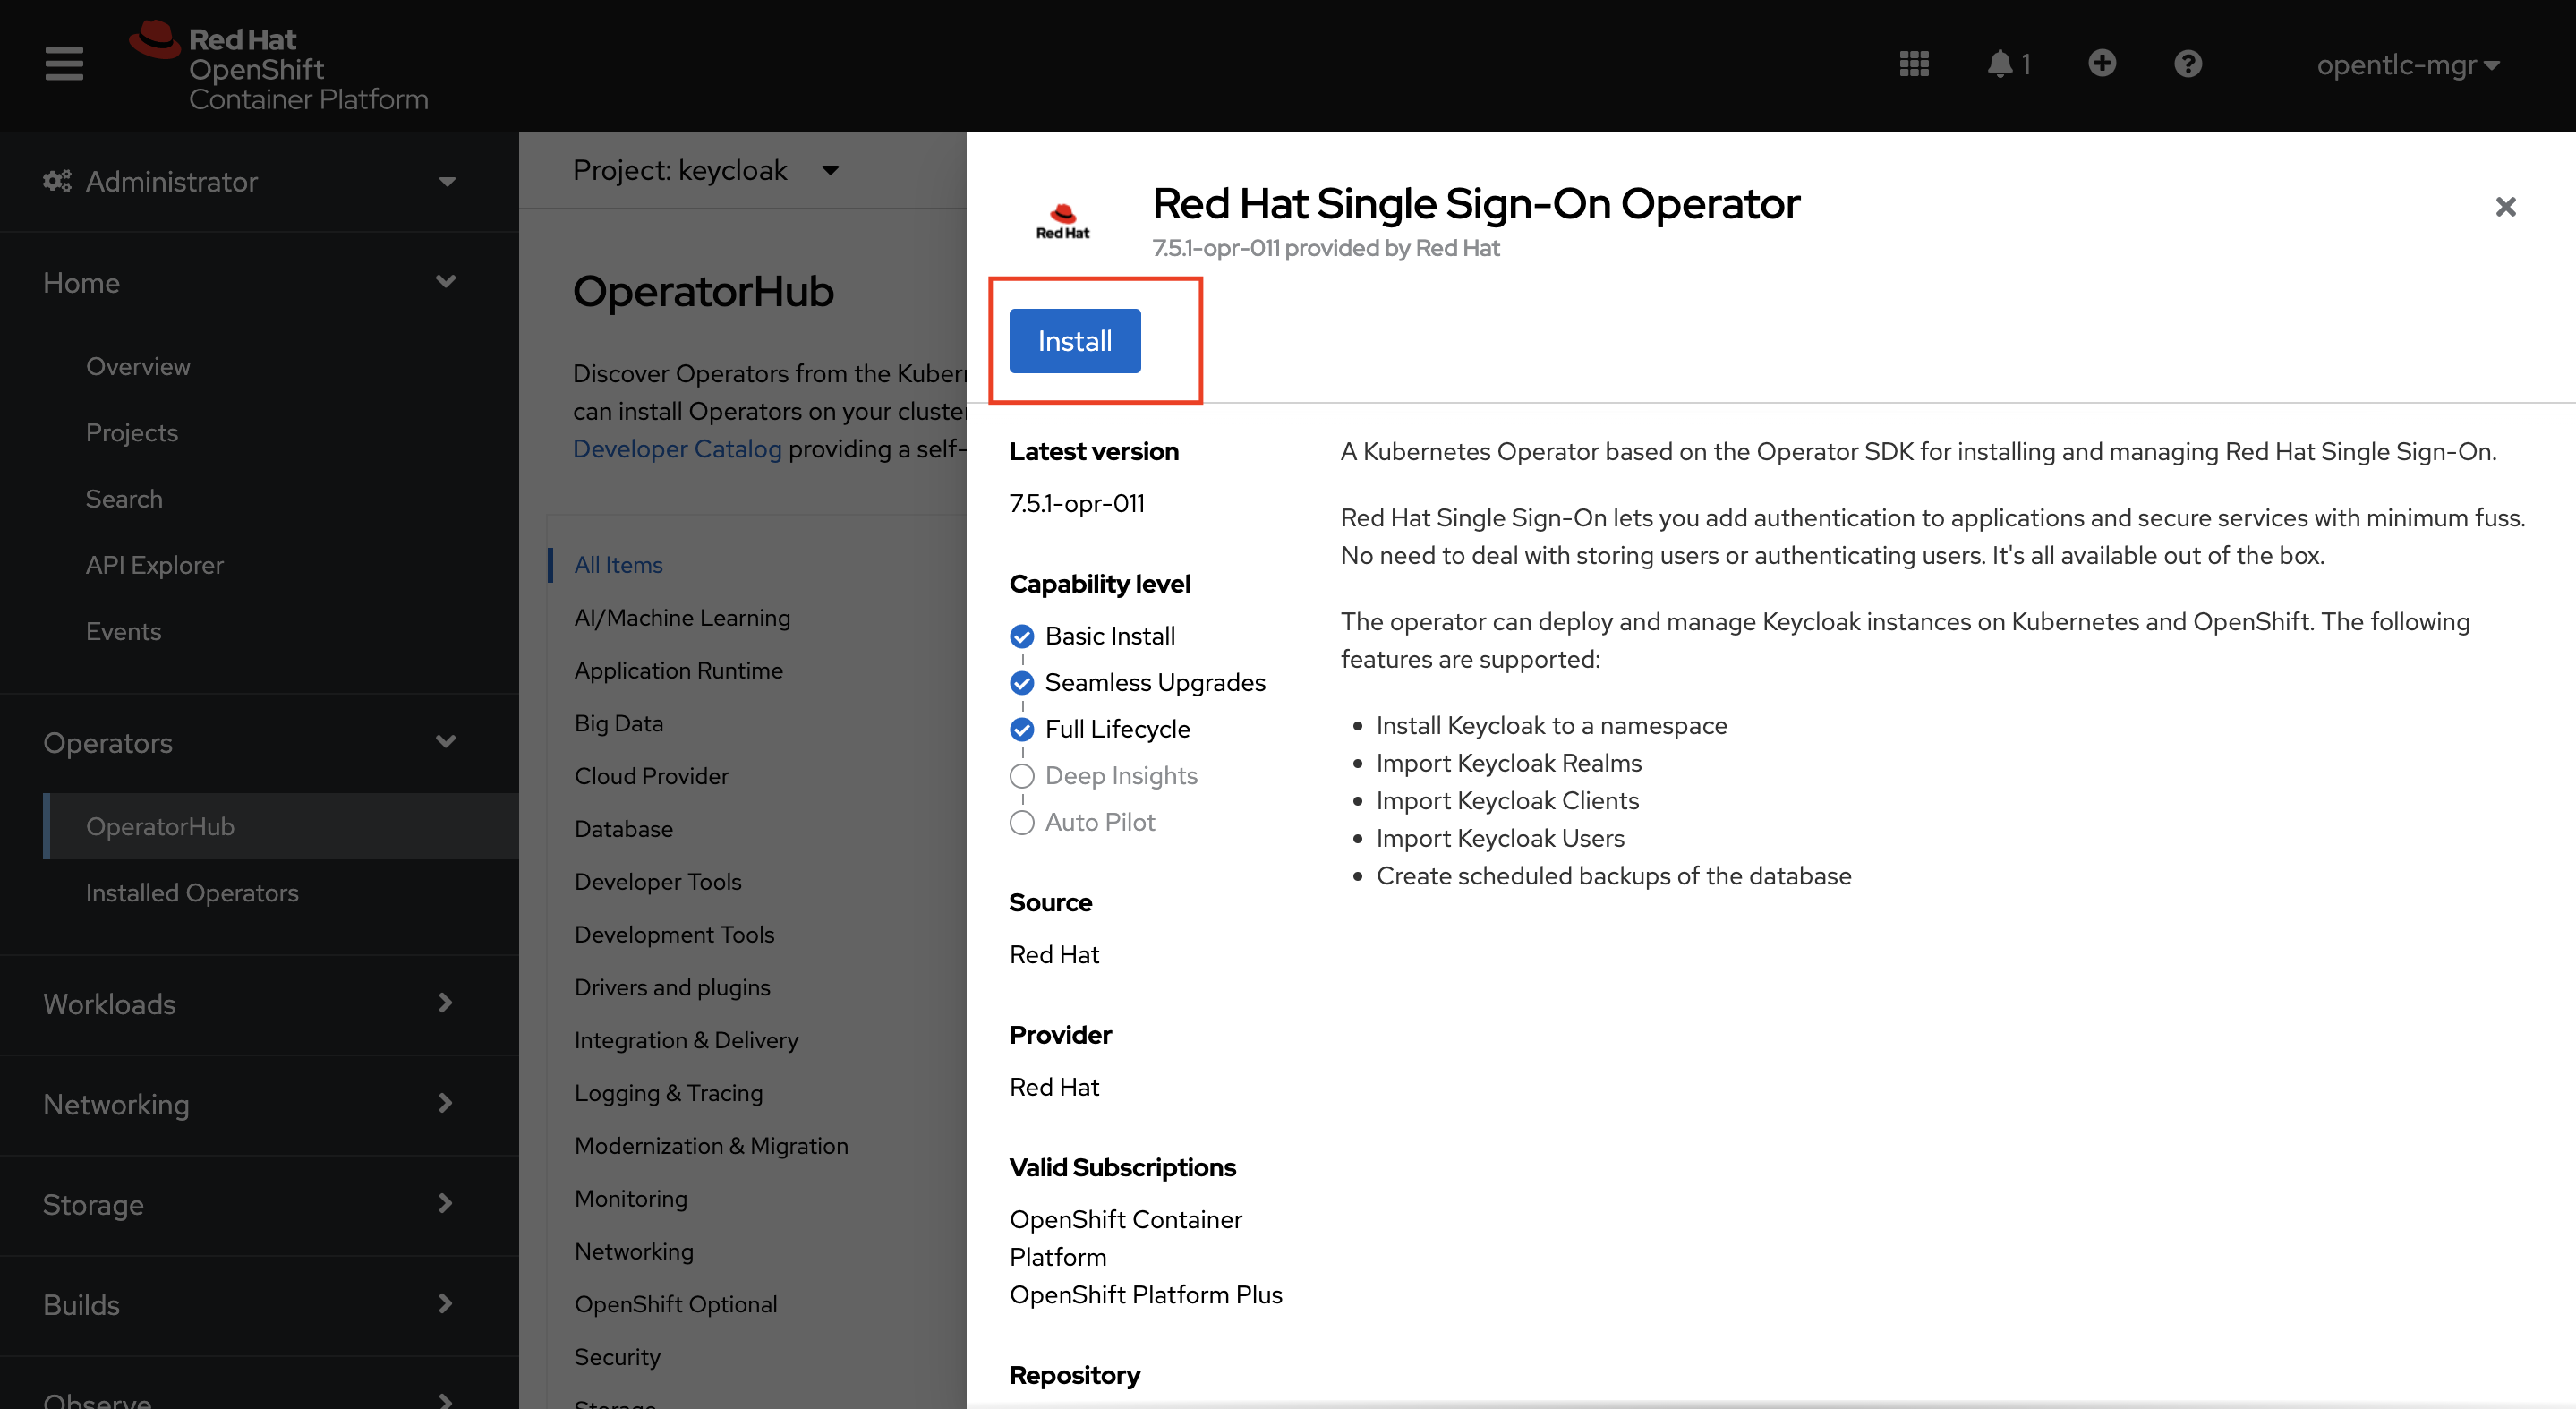 Red Hat
OpenShift
Container Platform
1
opentlc-mgr
Administrator
Home
Overview
Projects
Search
API Explorer
Events
Operators
OperatorHub
Installed Operators
Workloads
Networking
Storage
Builds
Observe
Project: keycloak
OperatorHub
Discover Operators from the Kuber
can install Operators on your cluste
Developer Catalog providing a self-
All Items
AI/Machine Learning
Application Runtime
Big Data
Cloud Provider
Database
Developer Tools
Development Tools
Drivers and plugins
Integration & Delivery
Logging & Tracing
Modernization & Migration
Monitoring
Networking
OpenShift Optional
Security
Storage
Red Hat
Red Hat Single Sign-On Operator
7.5.1-opr-011 provided by Red Hat
Install
Latest version
7.5.1-opr-011
Capability level
Basic Install
Seamless Upgrades
Full Lifecycle
Deep Insights
Auto Pilot
Source
Red Hat
Provider
Red Hat
Valid Subscriptions
OpenShift Container
Platform
OpenShift Platform Plus
Repository
A Kubernetes Operator based on the Operator SDK for installing and managing Red Hat Single Sign-On.
Red Hat Single Sign-On lets you add authentication to applications and secure services with minimum fuss.
No need to deal with storing users or authenticating users. It's all available out of the box.
The operator can deploy and manage Keycloak instances on Kubernetes and OpenShift. The following
features are supported:
• Install Keycloak to a namespace
• Import Keycloak Realms
• Import Keycloak Clients
• Import Keycloak Users
• Create scheduled backups of the database